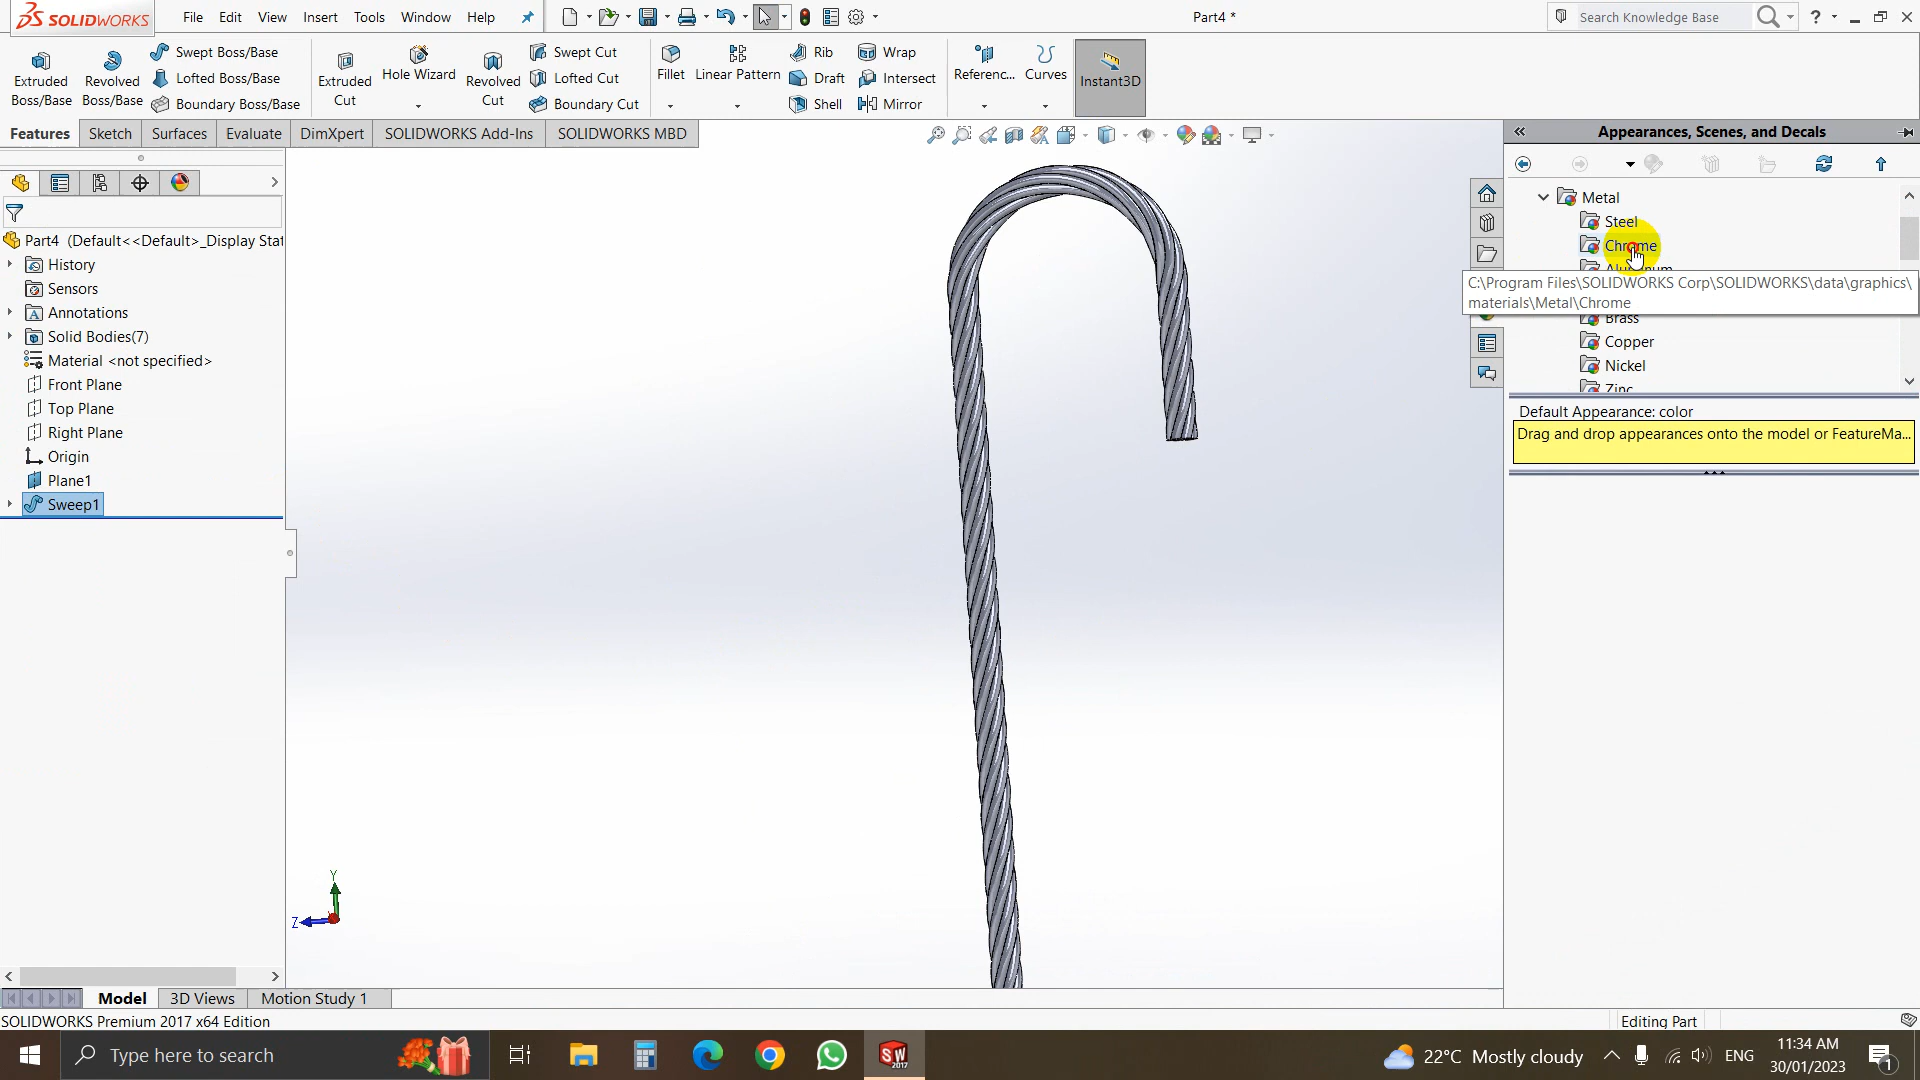 SOLIDWORKS
File Edit View Insert Tools Window Help
Part4 *
Search Knowledge Base
Extruded Boss/Base
Revolved Boss/Base
Swept Boss/Base
Lofted Boss/Base
Boundary Boss/Base
Extruded Cut
Hole Wizard
Revolved Cut
Swept Cut
Lofted Cut
Boundary Cut
Fillet
Linear Pattern
Rib
Draft
Shell
Wrap
Intersect
Mirror
Referenc...
Curves
Instant3D
Features Sketch Surfaces Evaluate DimXpert SOLIDWORKS Add-Ins SOLIDWORKS MBD
Part4 (Default<<Default>_Display Stat
History
Sensors
Annotations
Solid Bodies(7)
Material <not specified>
Front Plane
Top Plane
Right Plane
Origin
Plane1
Sweep1
Y
Z
Appearances, Scenes, and Decals
Metal
Steel
Chrome
Aluminum
C:\Program Files\SOLIDWORKS Corp\SOLIDWORKS\data\graphics\
materials\Metal\Chrome
Brass
Copper
Nickel
Zinc
Default Appearance: color
Drag and drop appearances onto the model or FeatureMa...
Model 3D Views Motion Study 1
SOLIDWORKS Premium 2017 x64 Edition
Editing Part
Type here to search
SW
2017
22°C Mostly cloudy
ENG
11:34 AM
30/01/2023
1